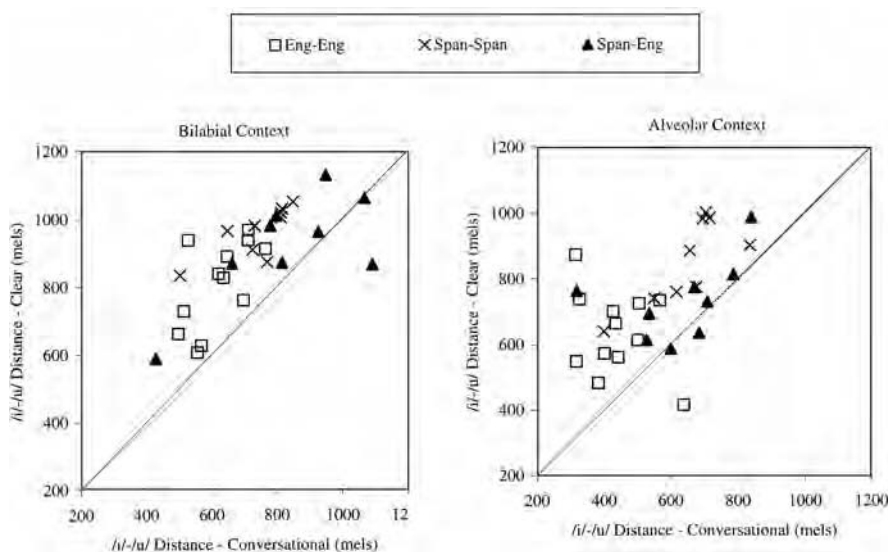 Eng-Eng Span-Span Span-Eng
Bilabial Context
1200
1000
800
600
400
200
200 400 600 800 1000 12
/i/-/u/ Distance - Clear (mels)
/i/-/u/ Distance - Conversational (mels)
Alveolar Context
1200
1000
800
600
400
200
200 400 600 800 1000 1200
/i/-/u/ Distance - Clear (mels)
/i/-/u/ Distance - Conversational (mels)